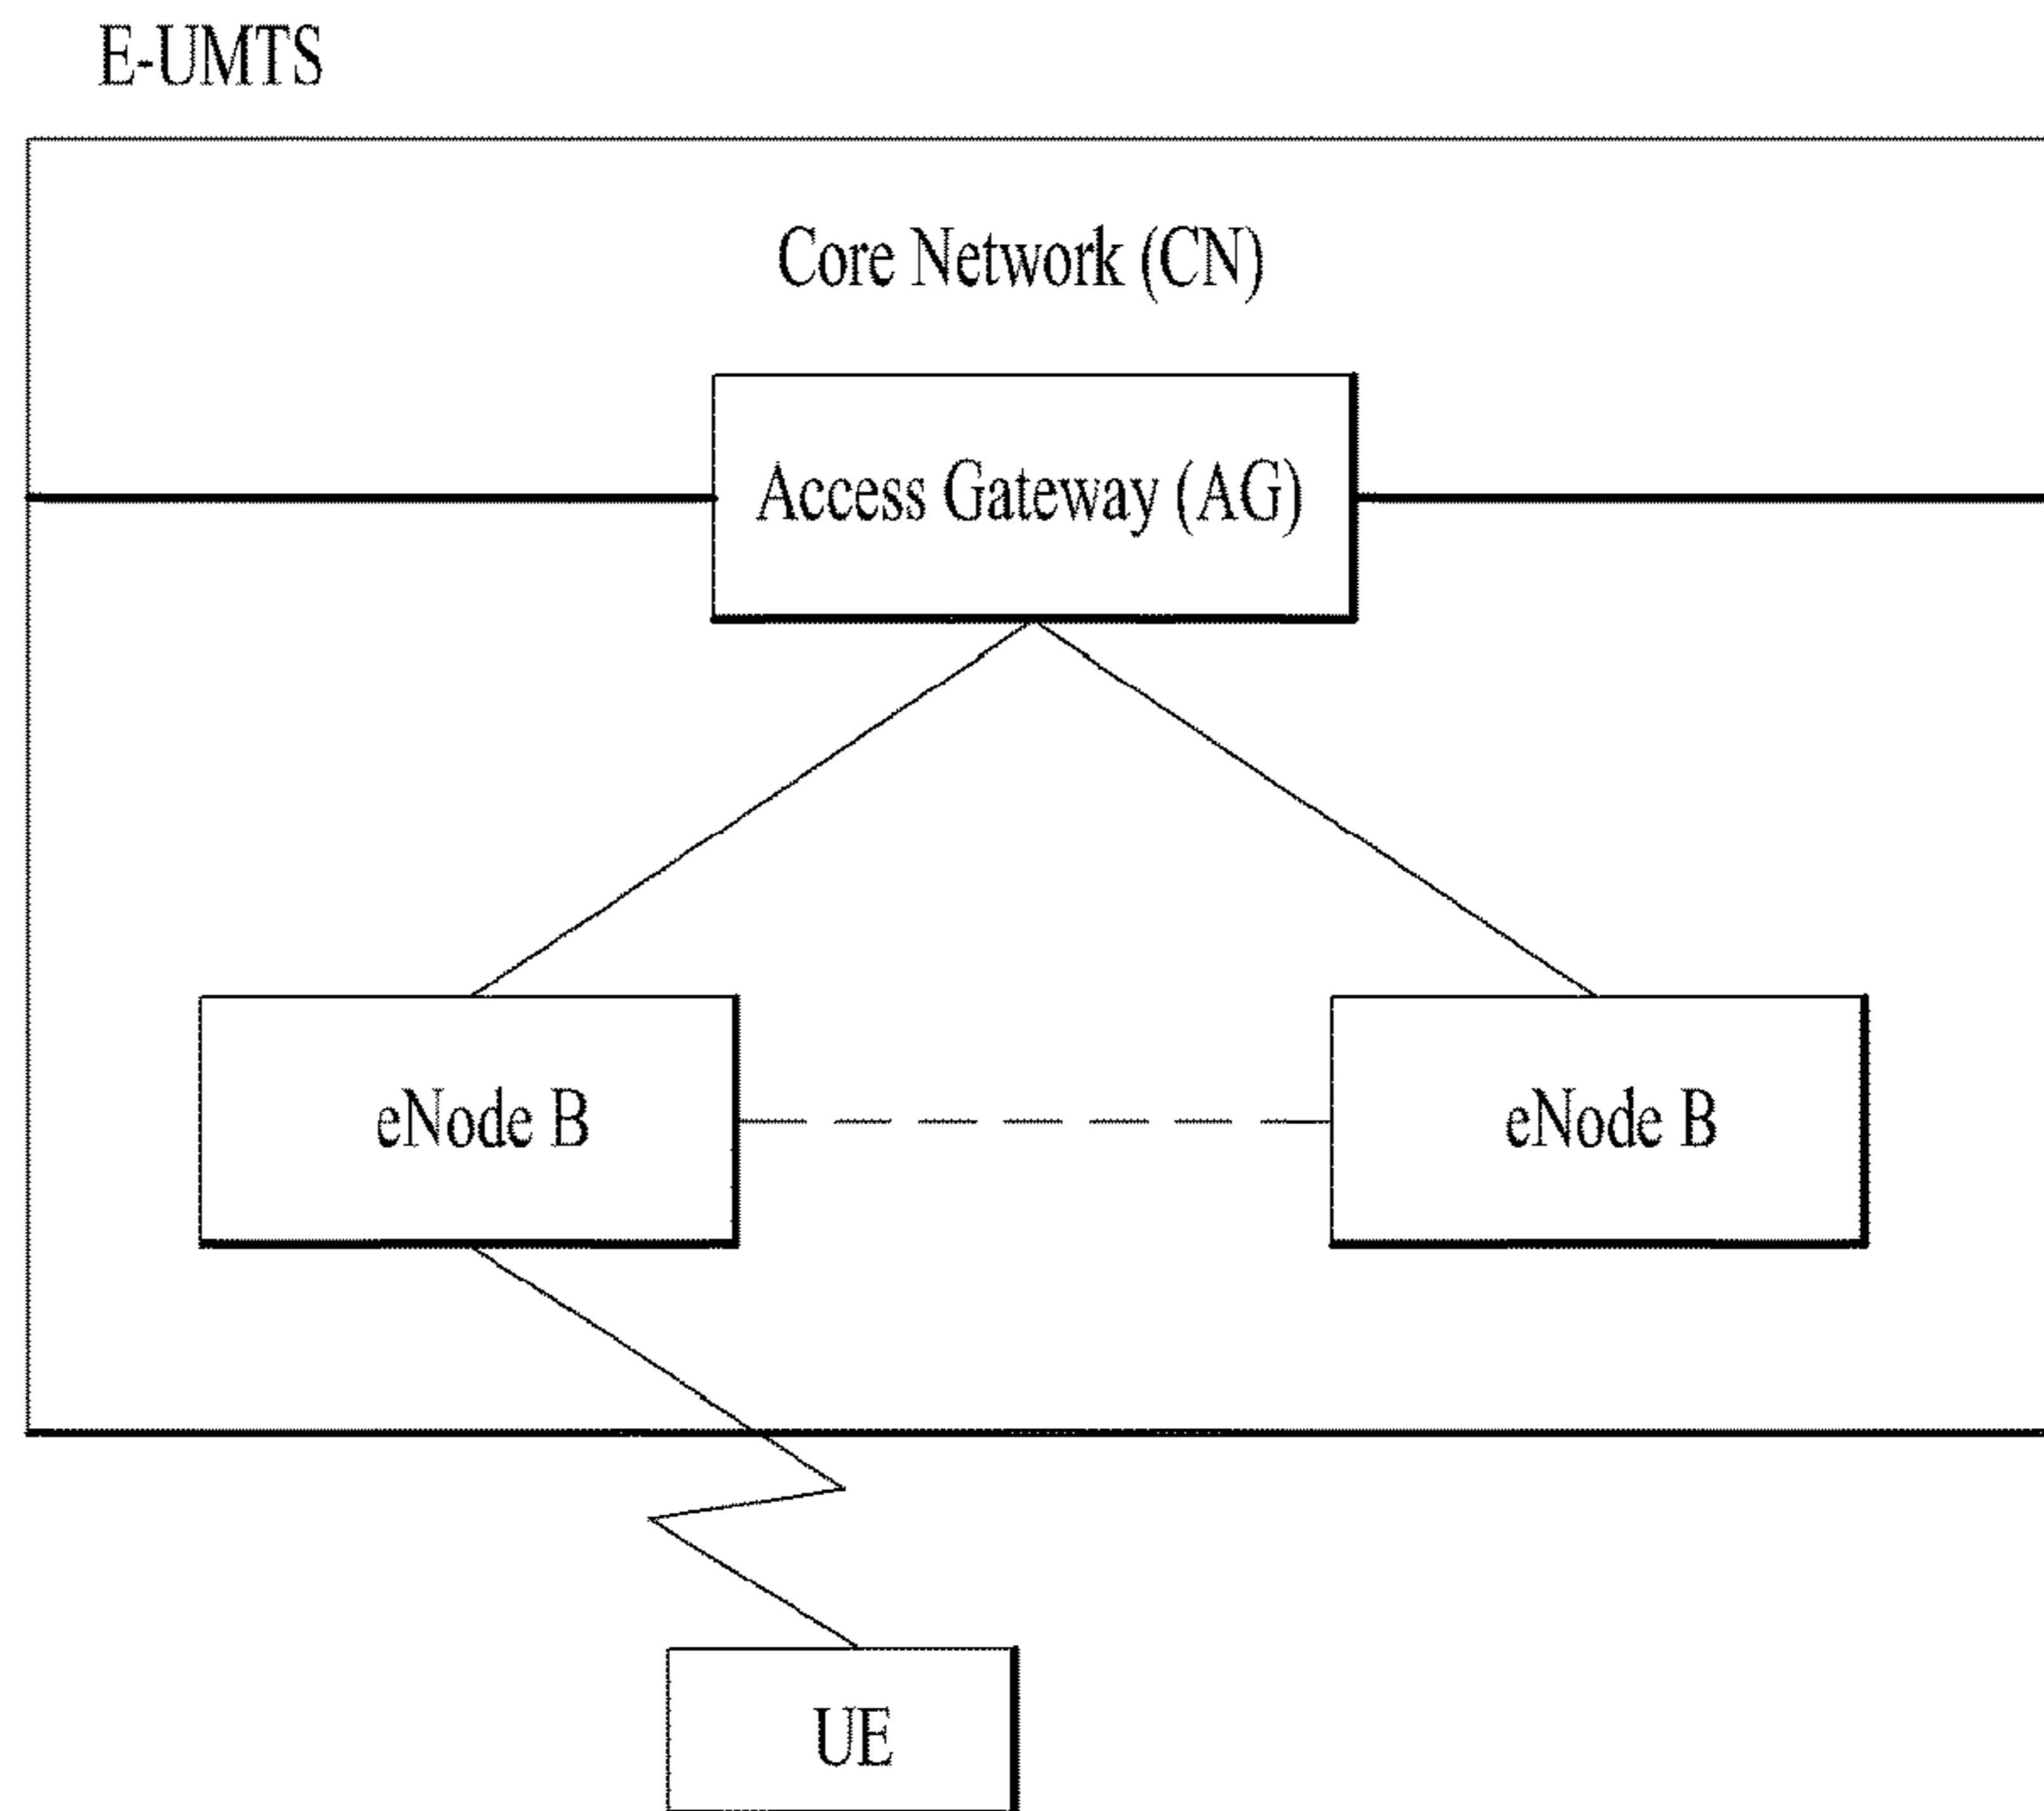 E-UMTS
Core Network (CN)
Access Gateway (AG)
eNode B
eNode B
UE